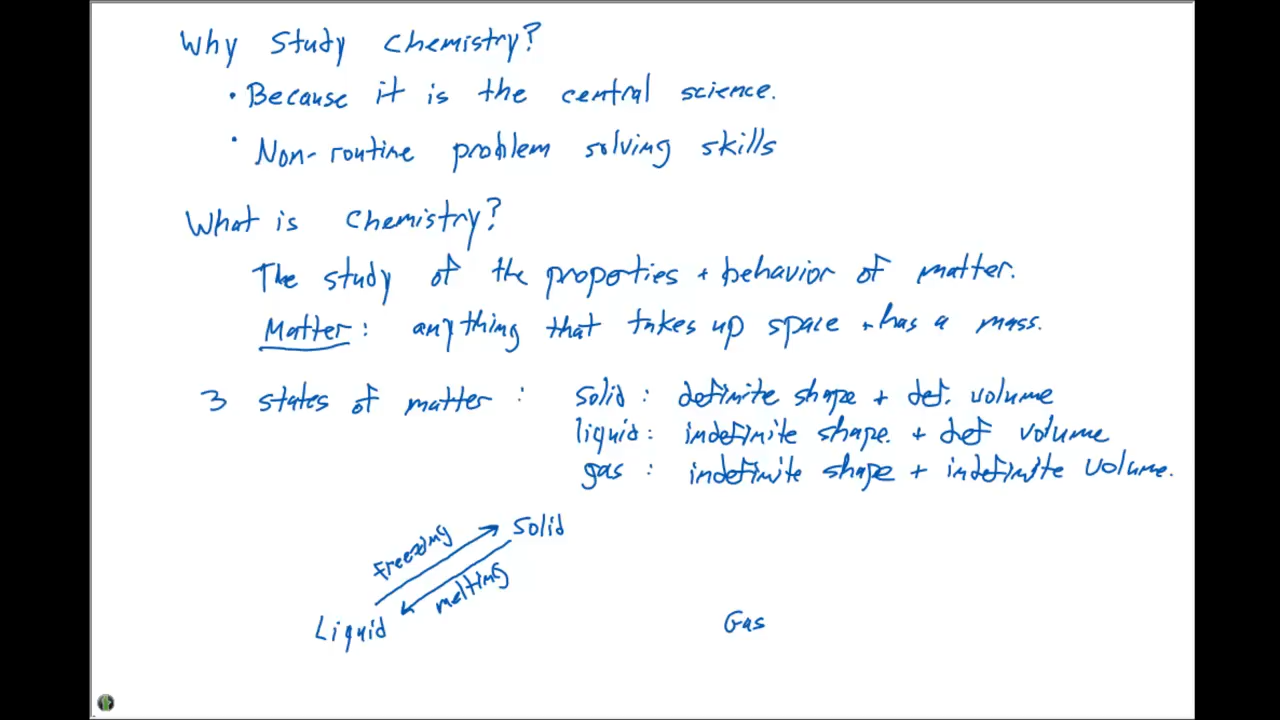 Why Study Chemistry?
• Because it is the central science.
• Non-routine problem solving skills
What is Chemistry?
The study of the properties + behavior of matter.
Matter: anything that takes up space + has a mass.
3 states of matter: solid: definite shape + def. volume
liquid: indefinite shape + def volume
gas: indefinite shape + indefinite volume.
freezing
Solid
melting
Liquid
Gas